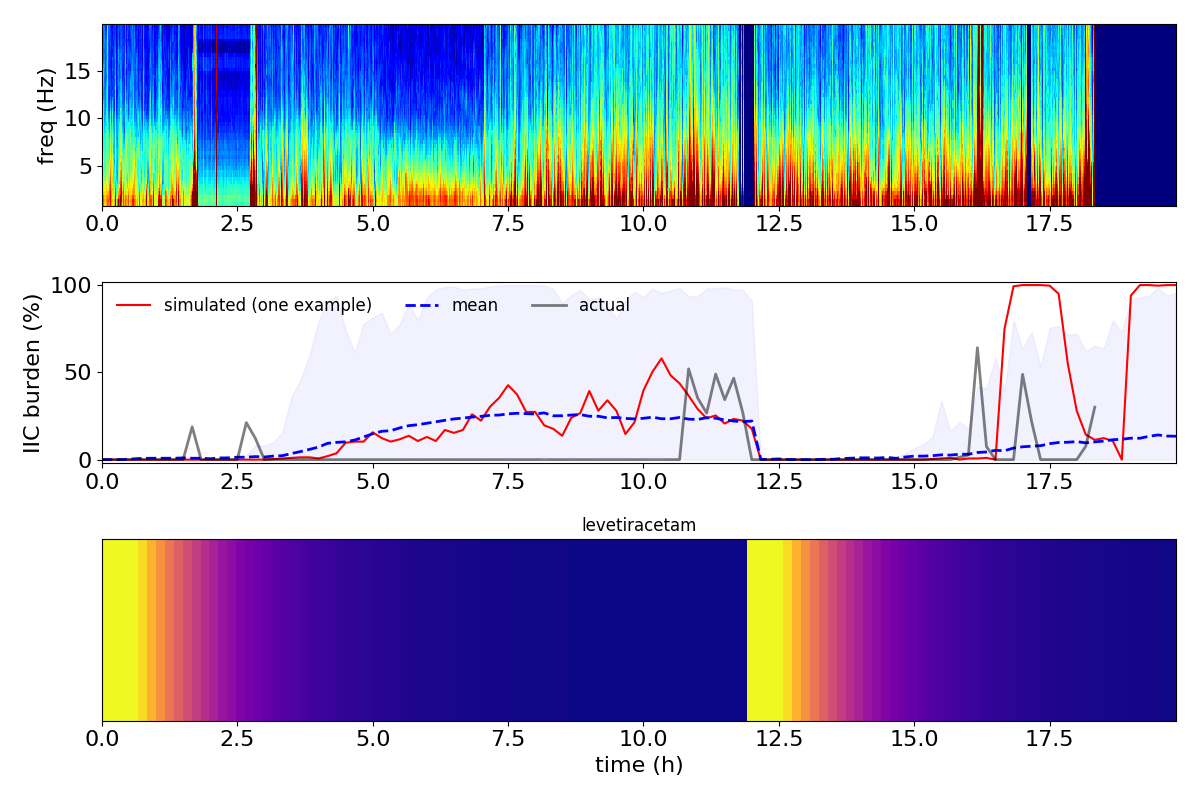 freq (Hz)
15
10
5
0.0 2.5 5.0 7.5 10.0 12.5 15.0 17.5
IIC burden (%)
100
50
0
simulated (one example) mean actual
0.0 2.5 5.0 7.5 10.0 12.5 15.0 17.5
levetiracetam
0.0 2.5 5.0 7.5 10.0 12.5 15.0 17.5
time (h)